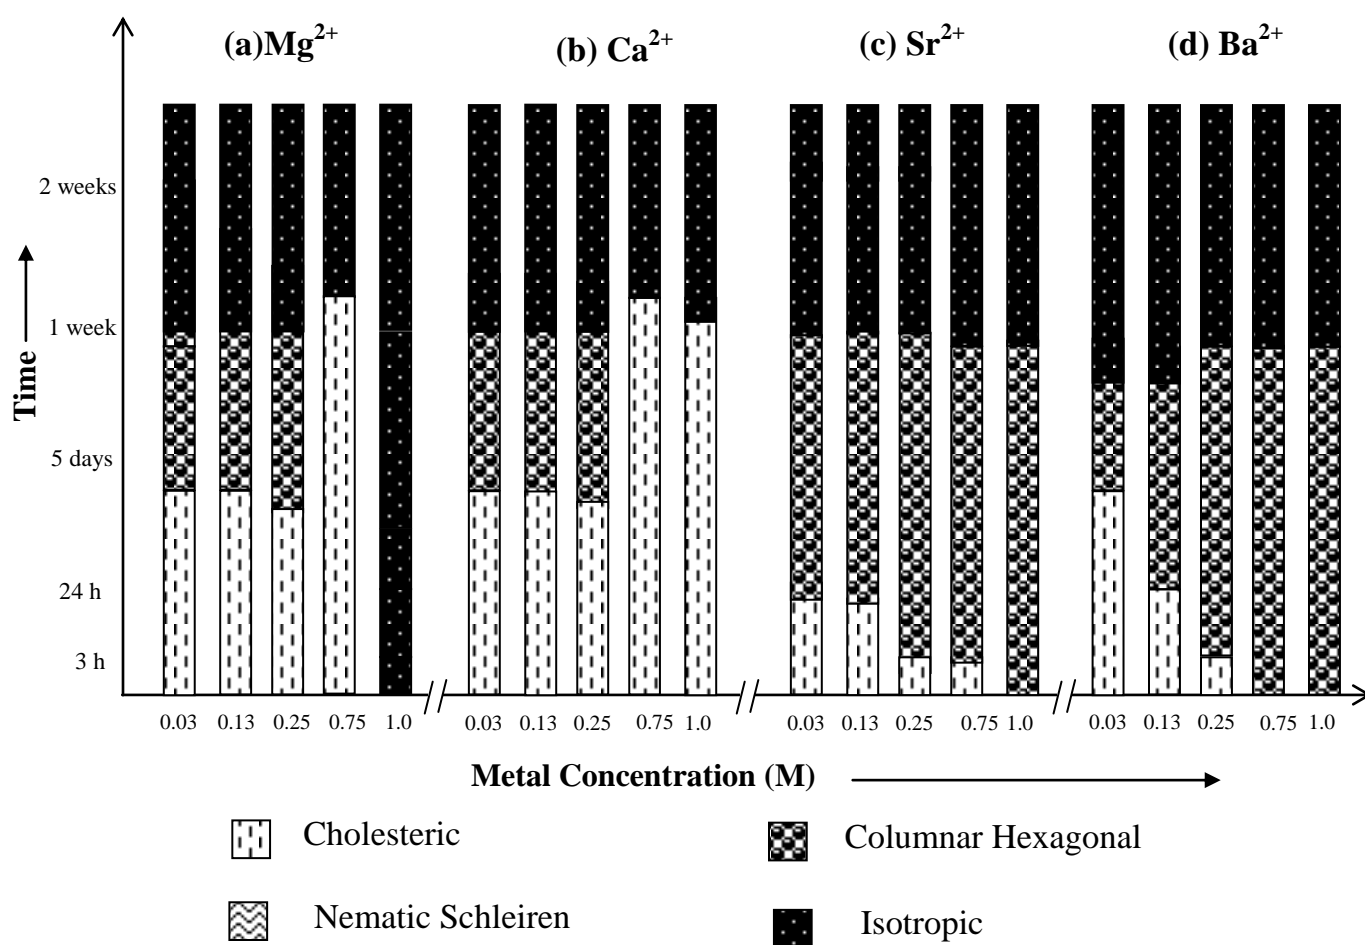 (a)Mg2+ (b) Ca2+ (c) Sr2+ (d) Ba2+
2 weeks
1 week
5 days
24 h
3 h
Time
0.03 0.13 0.25 0.75 1.0 0.03 0.13 0.25 0.75 1.0 0.03 0.13 0.25 0.75 1.0 0.03 0.13 0.25 0.75 1.0
Metal Concentration (M)
Cholesteric Columnar Hexagonal
Nematic Schleiren Isotropic